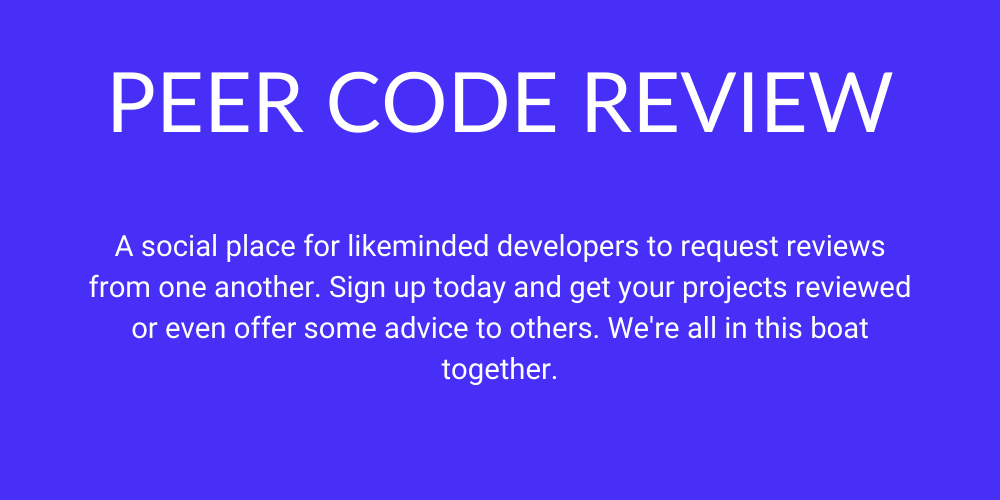 PEER CODE REVIEW
A social place for likeminded developers to request reviews
from one another. Sign up today and get your projects reviewed
or even offer some advice to others. We're all in this boat
together.